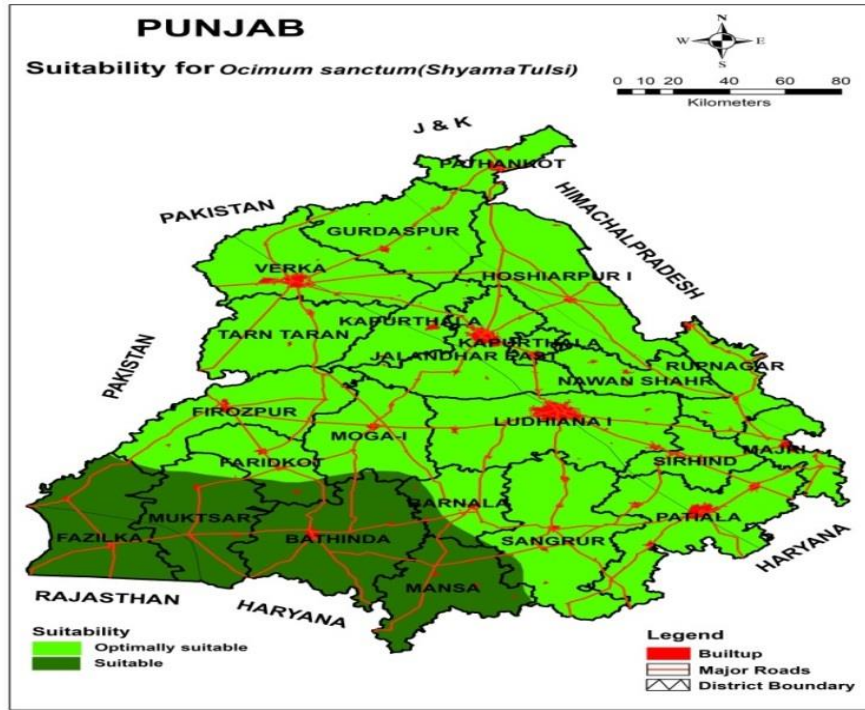 PUNJAB
Suitability for Ocimum sanctum(ShyamaTulsi)
N
W E
S
0 10 20 40 60 80
Kilometers
J & K
PATHANKOT
PAKISTAN
HIMACHALPRADESH
GURDASPUR
VERKA
HOSHIARPUR I
KAPURTHALA
TARN TARAN
KAPURTHALA
JALANDHAR EAST
PAKISTAN
RUPNAGAR
NAWAN SHAHR
FIROZPUR
LUDHIANA I
MOGA-I
MAJRI
SIRHIND
FARIDKOT
BARNALA
MUKTSAR
PATIALA
FAZILKA
BATHINDA
SANGRUR
HARYANA
MANSA
RAJASTHAN
HARYANA
Suitability
Optimally suitable
Suitable
Legend
Builtup
Major Roads
District Boundary